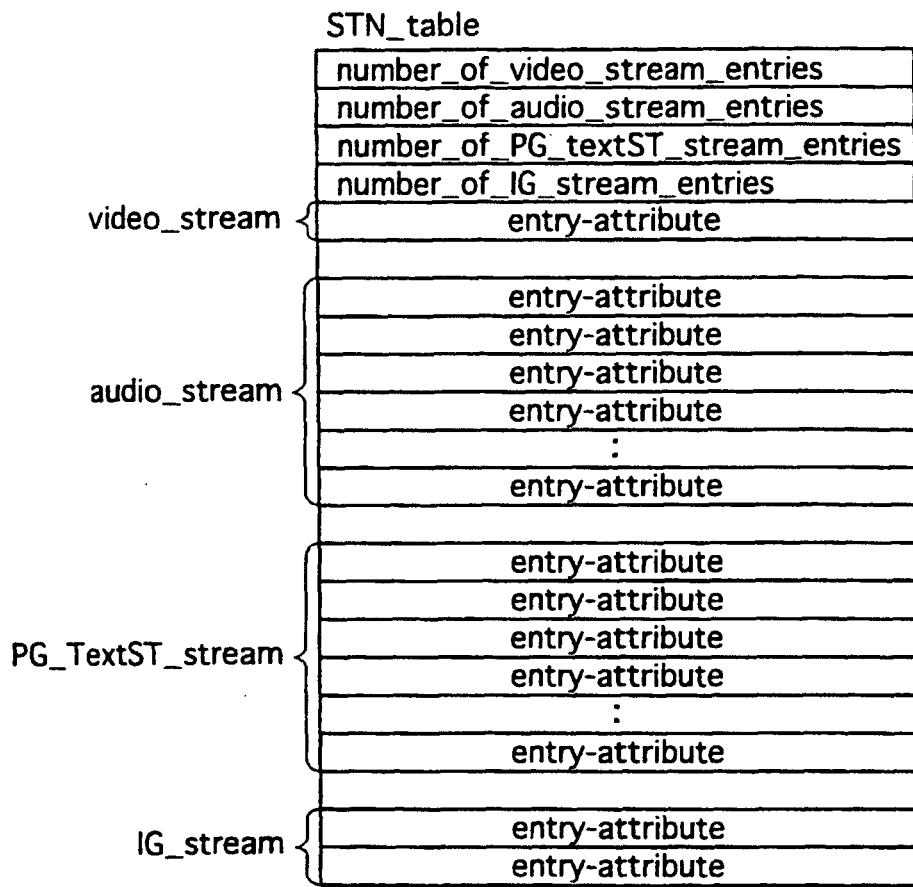 STN_table
number_of_video_stream_entries
number_of_audio_stream_entries
number_of_PG_textST_stream_entries
number_of_IG_stream_entries
video_stream
entry-attribute
audio_stream
entry-attribute
entry-attribute
entry-attribute
entry-attribute
:
entry-attribute
PG_TextST_stream
entry-attribute
entry-attribute
entry-attribute
entry-attribute
:
entry-attribute
IG_stream
entry-attribute
entry-attribute